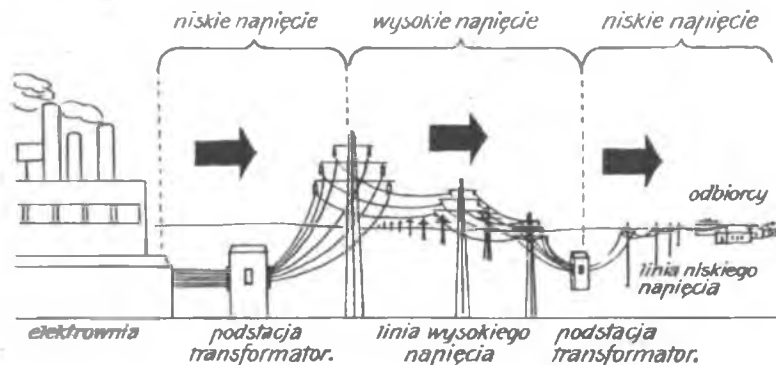 niskie napięcie
wysokie napięcie
niskie napięcie
odbiorcy
linia niskiego
napięcia
elektrownia
podstacja
transformator.
linia wysokiego
napięcia
podstacja
transformator.